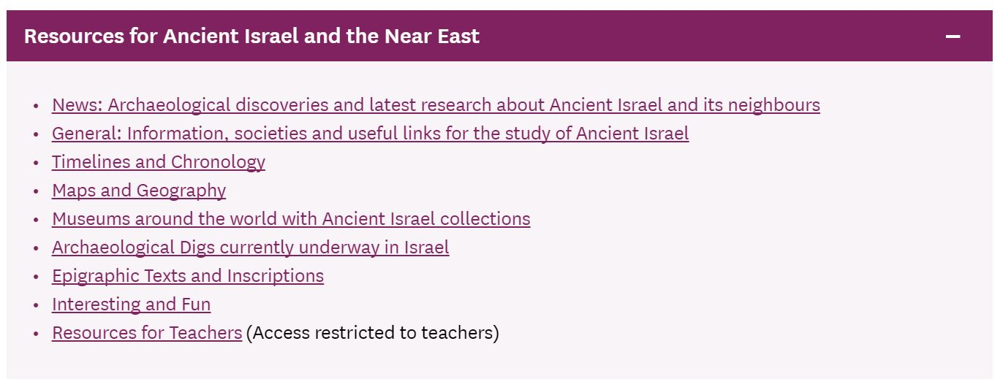 Resources for Ancient Israel and the Near East
• News: Archaeological discoveries and latest research about Ancient Israel and its neighbours
• General: Information, societies and useful links for the study of Ancient Israel
• Timelines and Chronology
• Maps and Geography
• Museums around the world with Ancient Israel collections
• Archaeological Digs currently underway in Israel
• Epigraphic Texts and Inscriptions
• Interesting and Fun
• Resources for Teachers (Access restricted to teachers)